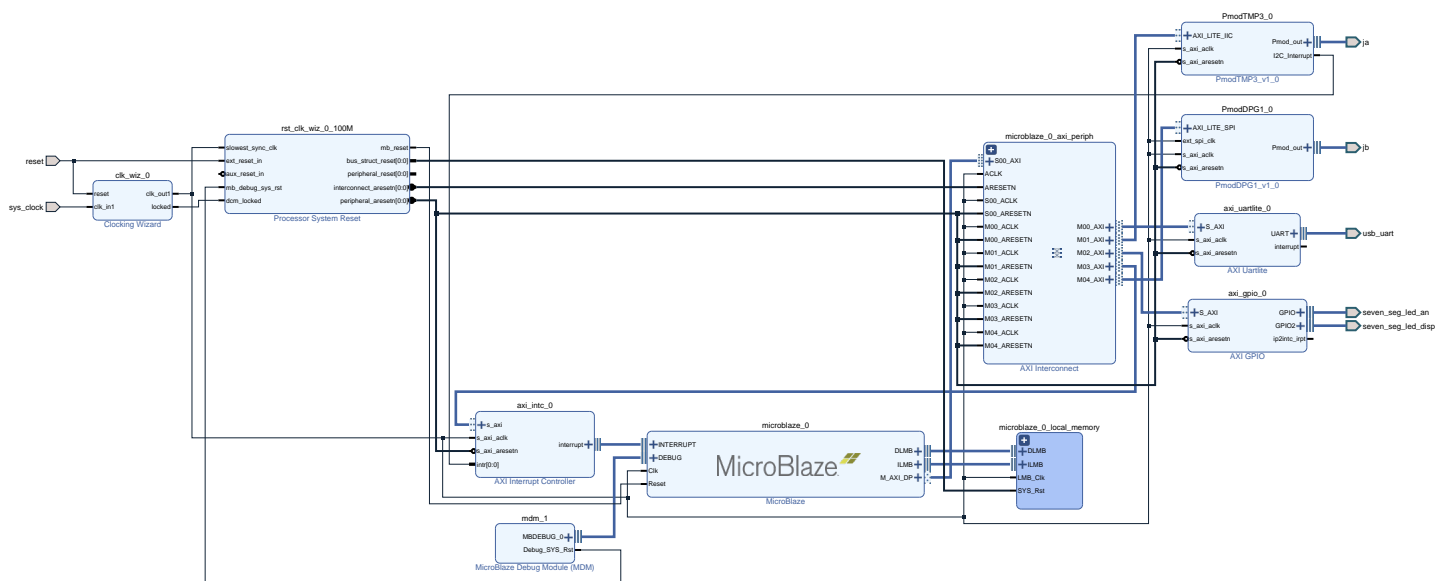 PmodTMP3_0
AXI_LITE_IIC
s_axi_aclk
s_axi_aresetn
Pmod_out
I2C_Interrupt
PmodTMP3_v1_0
ja
PmodDPG1_0
AXI_LITE_SPI
ext_spi_clk
s_axi_aclk
s_axi_aresetn
Pmod_out
PmodDPG1_v1_0
jb
rst_clk_wiz_0_100M
slowest_sync_clk
ext_reset_in
aux_reset_in
mb_debug_sys_rst
dcm_locked
mb_reset
bus_struct_reset[0:0]
peripheral_reset[0:0]
interconnect_aresetn[0:0]
peripheral_aresetn[0:0]
Processor System Reset
reset
sys_clock
clk_wiz_0
reset
clk_in1
clk_out1
locked
Clocking Wizard
microblaze_0_axi_periph
S00_AXI
ACLK
ARESETN
S00_ACLK
S00_ARESETN
M00_ACLK
M00_ARESETN
M01_ACLK
M01_ARESETN
M02_ACLK
M02_ARESETN
M03_ACLK
M03_ARESETN
M04_ACLK
M04_ARESETN
M00_AXI
M01_AXI
M02_AXI
M03_AXI
M04_AXI
AXI Interconnect
axi_uartlite_0
S_AXI
s_axi_aclk
s_axi_aresetn
UART
interrupt
AXI Uartlite
usb_uart
axi_gpio_0
S_AXI
s_axi_aclk
s_axi_aresetn
GPIO
GPIO2
ip2intc_irpt
AXI GPIO
seven_seg_led_an
seven_seg_led_disp
axi_intc_0
s_axi
s_axi_aclk
s_axi_aresetn
intr[0:0]
interrupt
AXI Interrupt Controller
microblaze_0
INTERRUPT
DEBUG
Clk
Reset
MicroBlaze
DLMB
ILMB
M_AXI_DP
MicroBlaze
microblaze_0_local_memory
DLMB
ILMB
LMB_Clk
SYS_Rst
mdm_1
MBDEBUG_0
Debug_SYS_Rst
MicroBlaze Debug Module (MDM)